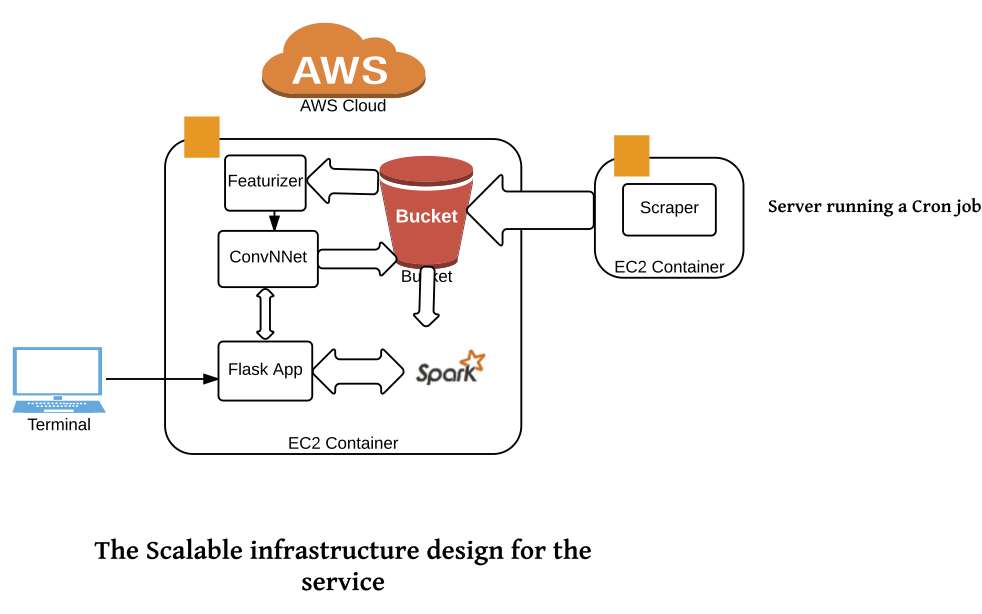 AWS
AWS Cloud
Featurizer
Bucket
Scraper
Server running a Cron job
ConvNNet
Bucket
EC2 Container
Flask App
Spark
Terminal
EC2 Container
The Scalable infrastructure design for the
service